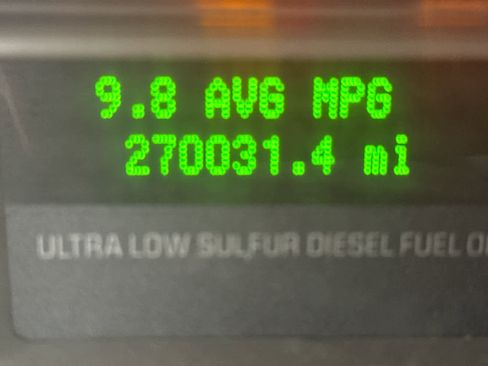 9.8 AVG MPG
270031.4 mi
ULTRA LOW SULFUR DIESEL FUEL